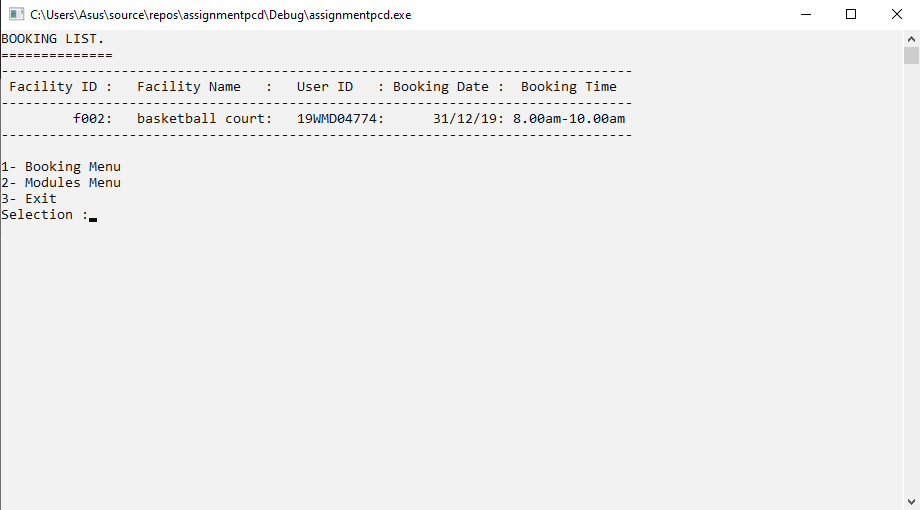 C:\Users\Asus\source\repos\assignmentpcd\Debug\assignmentpcd.exe
BOOKING LIST.
==============
-------------------------------------------------------------------------------
 Facility ID :   Facility Name   :   User ID   : Booking Date :  Booking Time
-------------------------------------------------------------------------------
         f002:   basketball court:   19WMD04774:      31/12/19: 8.00am-10.00am
-------------------------------------------------------------------------------
1- Booking Menu
2- Modules Menu
3- Exit
Selection :